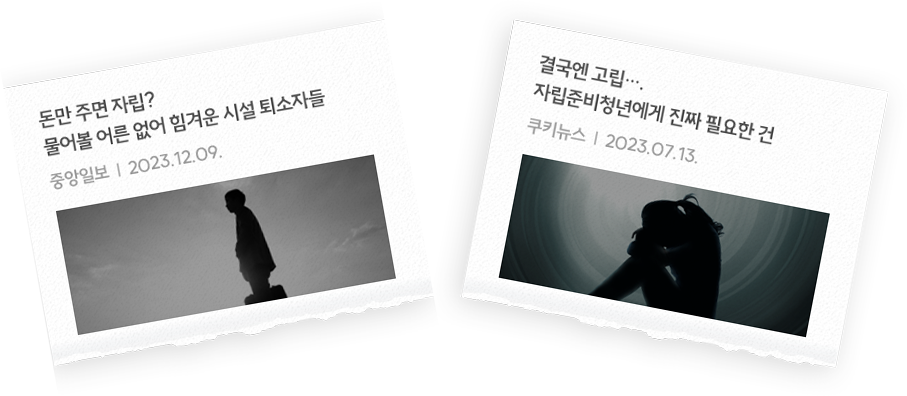 돈만 주면 자립?
물어볼 어른 없어 힘겨운 시설 퇴소자들
중앙일보 | 2023.12.09.
결국엔 고립….
자립준비청년에게 진짜 필요한 건
쿠키뉴스 | 2023.07.13.